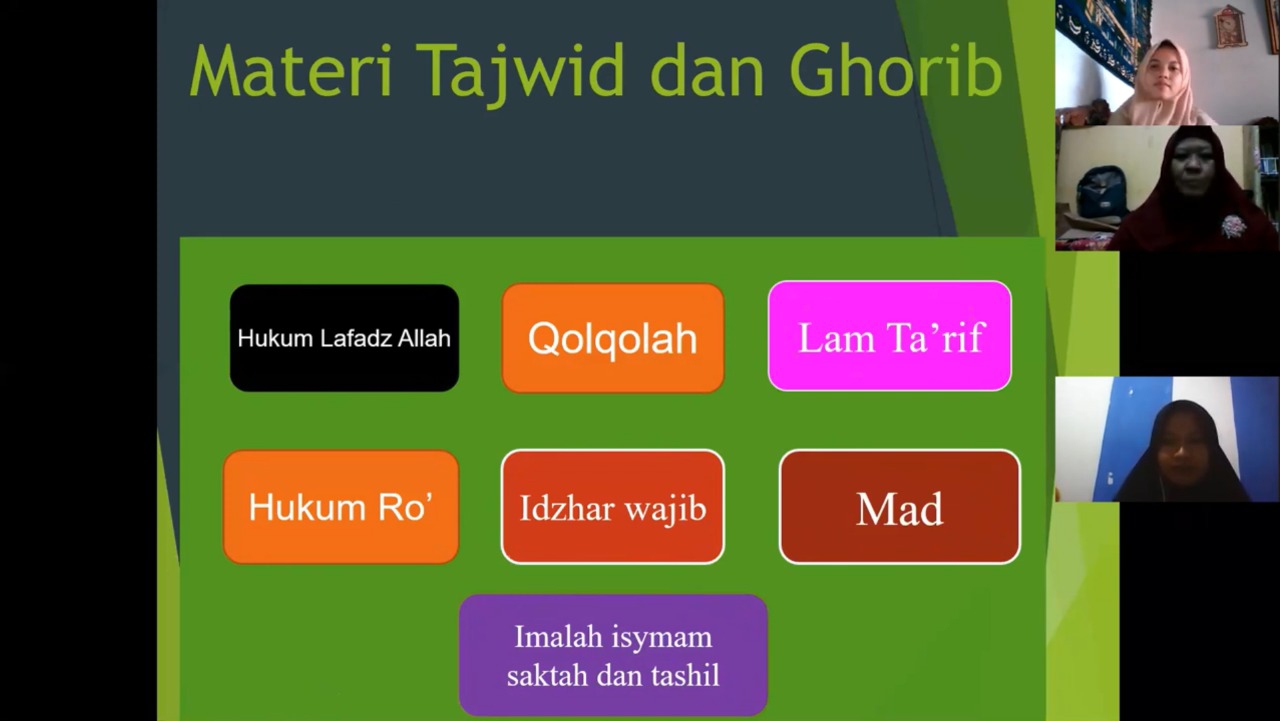 Materi Tajwid dan Ghorib
Hukum Lafadz Allah
Qolqolah
Lam Ta’rif
Hukum Ro’
Idzhar wajib
Mad
Imalah isymam
saktah dan tashil